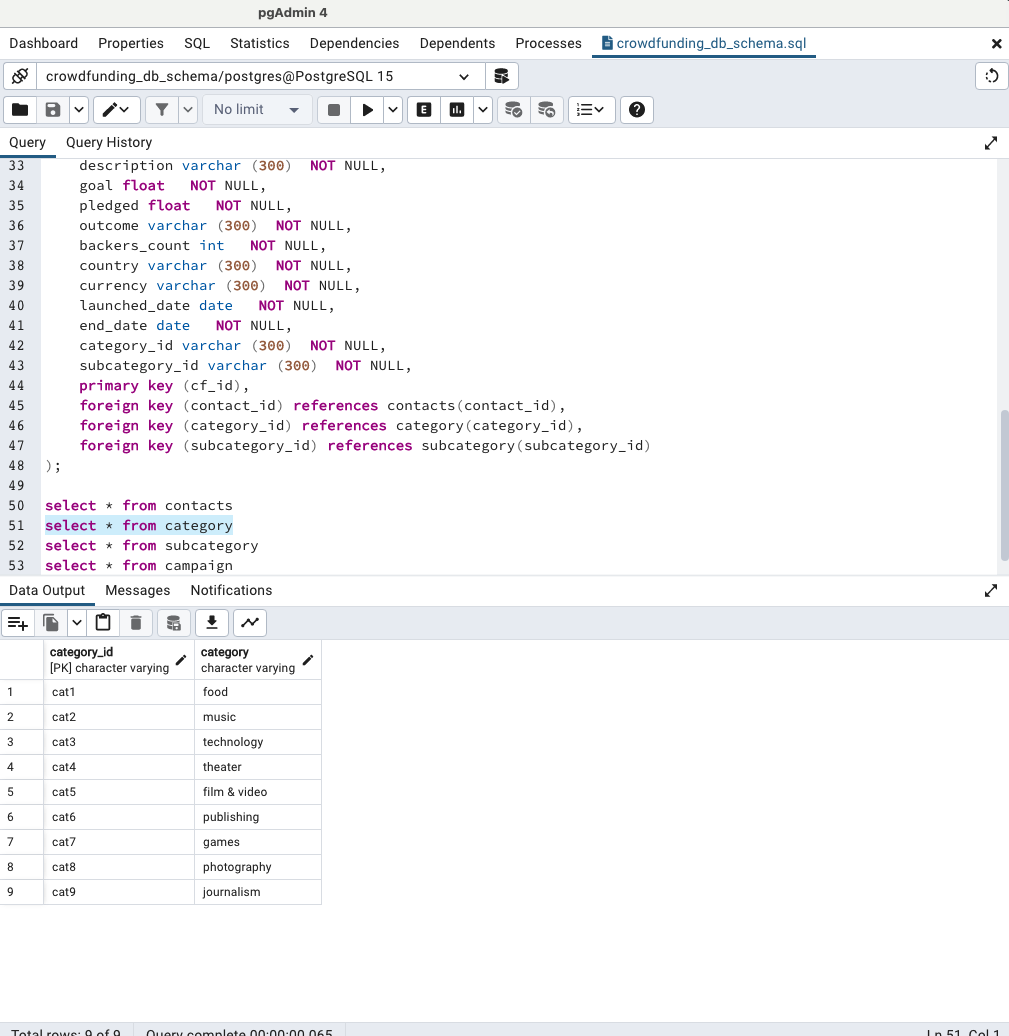 pgAdmin 4
Dashboard Properties SQL Statistics Dependencies Dependents Processes crowdfunding_db_schema.sql
crowdfunding_db_schema/postgres@PostgreSQL 15
No limit E
Query Query History
33 description varchar (300) NOT NULL,
34 goal float NOT NULL,
35 pledged float NOT NULL,
36 outcome varchar (300) NOT NULL,
37 backers_count int NOT NULL,
38 country varchar (300) NOT NULL,
39 currency varchar (300) NOT NULL,
40 launched_date date NOT NULL,
41 end_date date NOT NULL,
42 category_id varchar (300) NOT NULL,
43 subcategory_id varchar (300) NOT NULL,
44 primary key (cf_id),
45 foreign key (contact_id) references contacts(contact_id),
46 foreign key (category_id) references category(category_id),
47 foreign key (subcategory_id) references subcategory(subcategory_id)
48 );
49
50 select * from contacts
51 select * from category
52 select * from subcategory
53 select * from campaign
Data Output Messages Notifications
category_id category
[PK] character varying character varying
1 cat1 food
2 cat2 music
3 cat3 technology
4 cat4 theater
5 cat5 film & video
6 cat6 publishing
7 cat7 games
8 cat8 photography
9 cat9 journalism
Total rows: 9 of 9 Query complete 00:00:00.065 Ln 51, Col 1